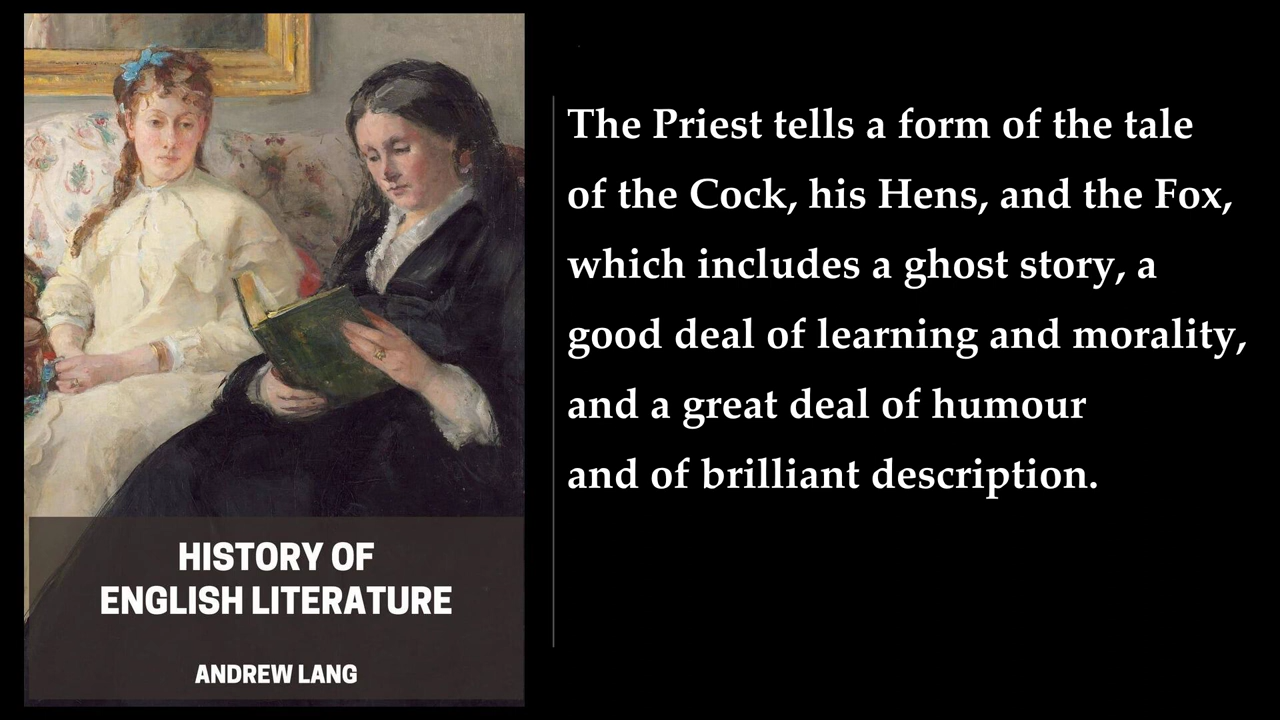 The Priest tells a form of the tale
of the Cock, his Hens, and the Fox,
which includes a ghost story, a
good deal of learning and morality,
and a great deal of humour
and of brilliant description.
HISTORY OF
ENGLISH LITERATURE
ANDREW LANG